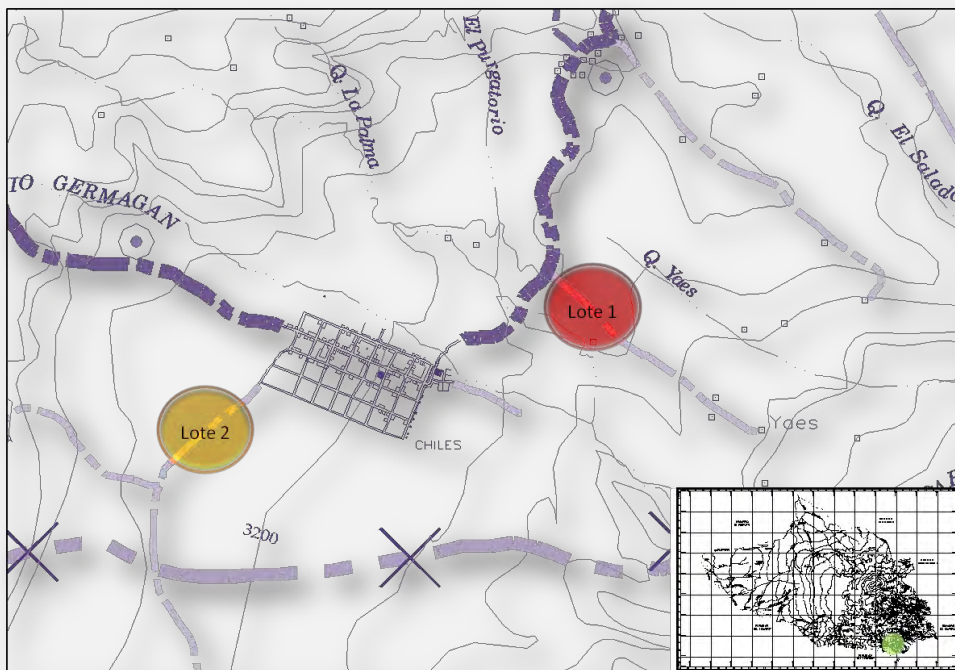 Q. La Palma
El Purgatorio
Q. El Salado
IO GERMAGAN
Q. Yaes
Lote 1
Lote 2
Yaes
CHILES
3200